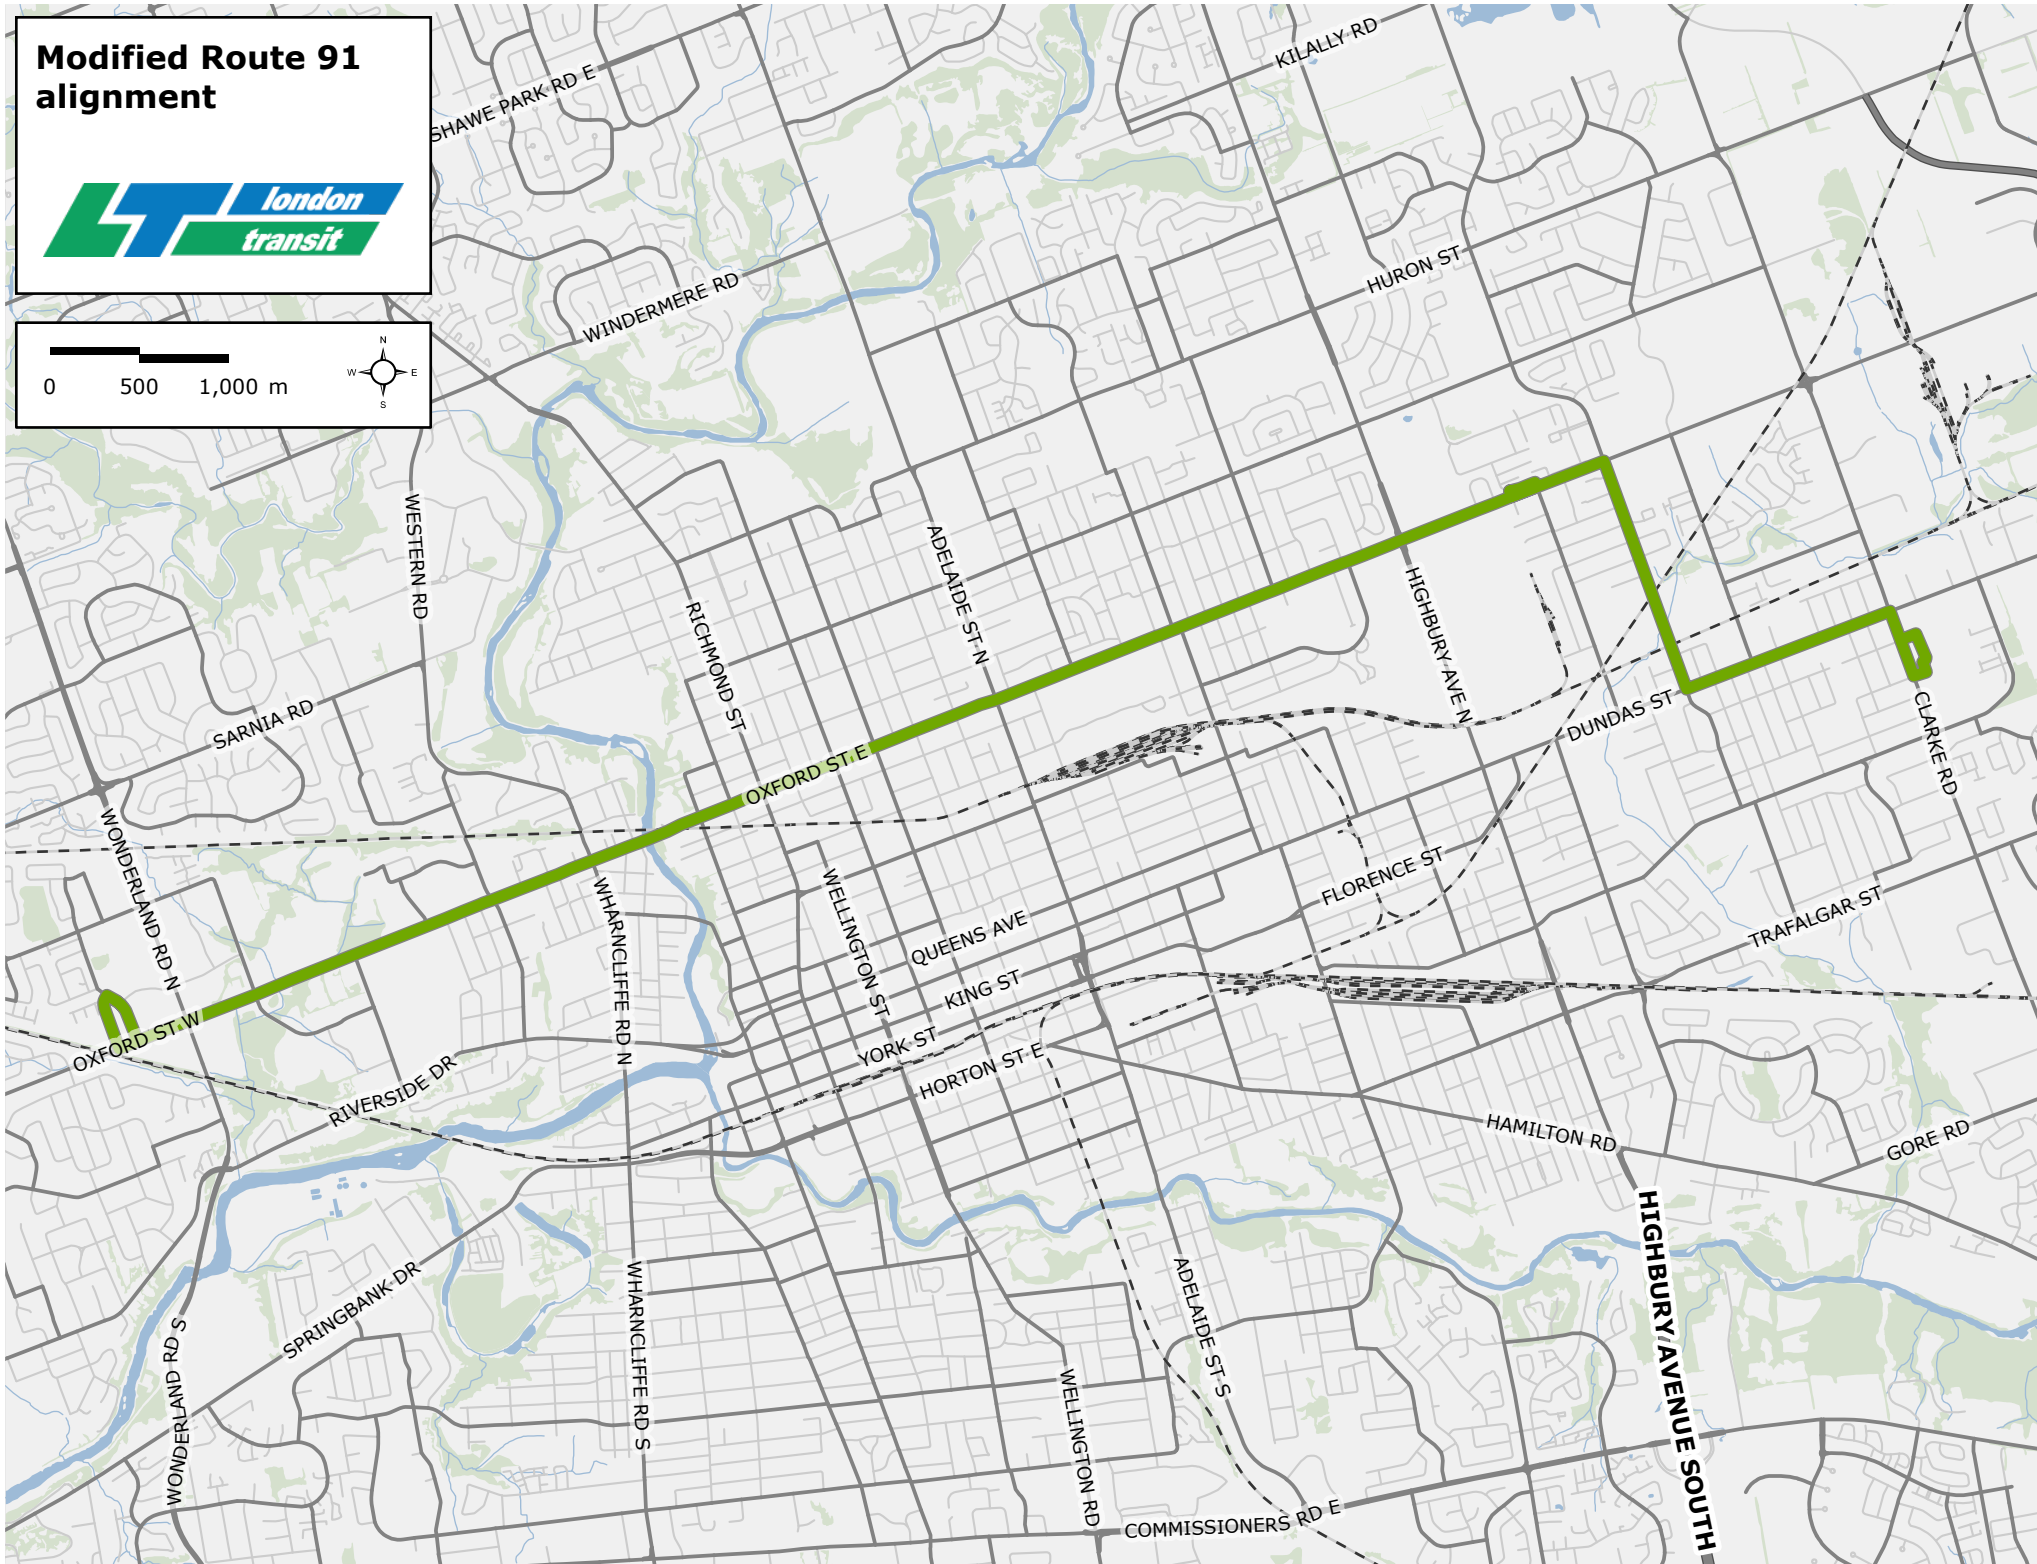 Modified Route 91
alignment
london
transit
0 500 1,000 m
N
W E
S
SHAWE PARK RD E
KILALLY RD
HURON ST
WINDERMERE RD
WESTERN RD
ADELAIDE ST N
HIGHBURY AVE N
RICHMOND ST
SARNIA RD
DUNDAS ST
CLARKE RD
OXFORD ST E
WONDERLAND RD N
WHARNCLIFFE RD N
WELLINGTON ST
FLORENCE ST
QUEENS AVE
TRAFALGAR ST
KING ST
OXFORD ST W
YORK ST
HORTON ST E
RIVERSIDE DR
HAMILTON RD
GORE RD
HIGHBURY AVENUE SOUTH
SPRINGBANK DR
WONDERLAND RD S
WHARNCLIFFE RD S
ADELAIDE ST S
WELLINGTON RD
COMMISSIONERS RD E